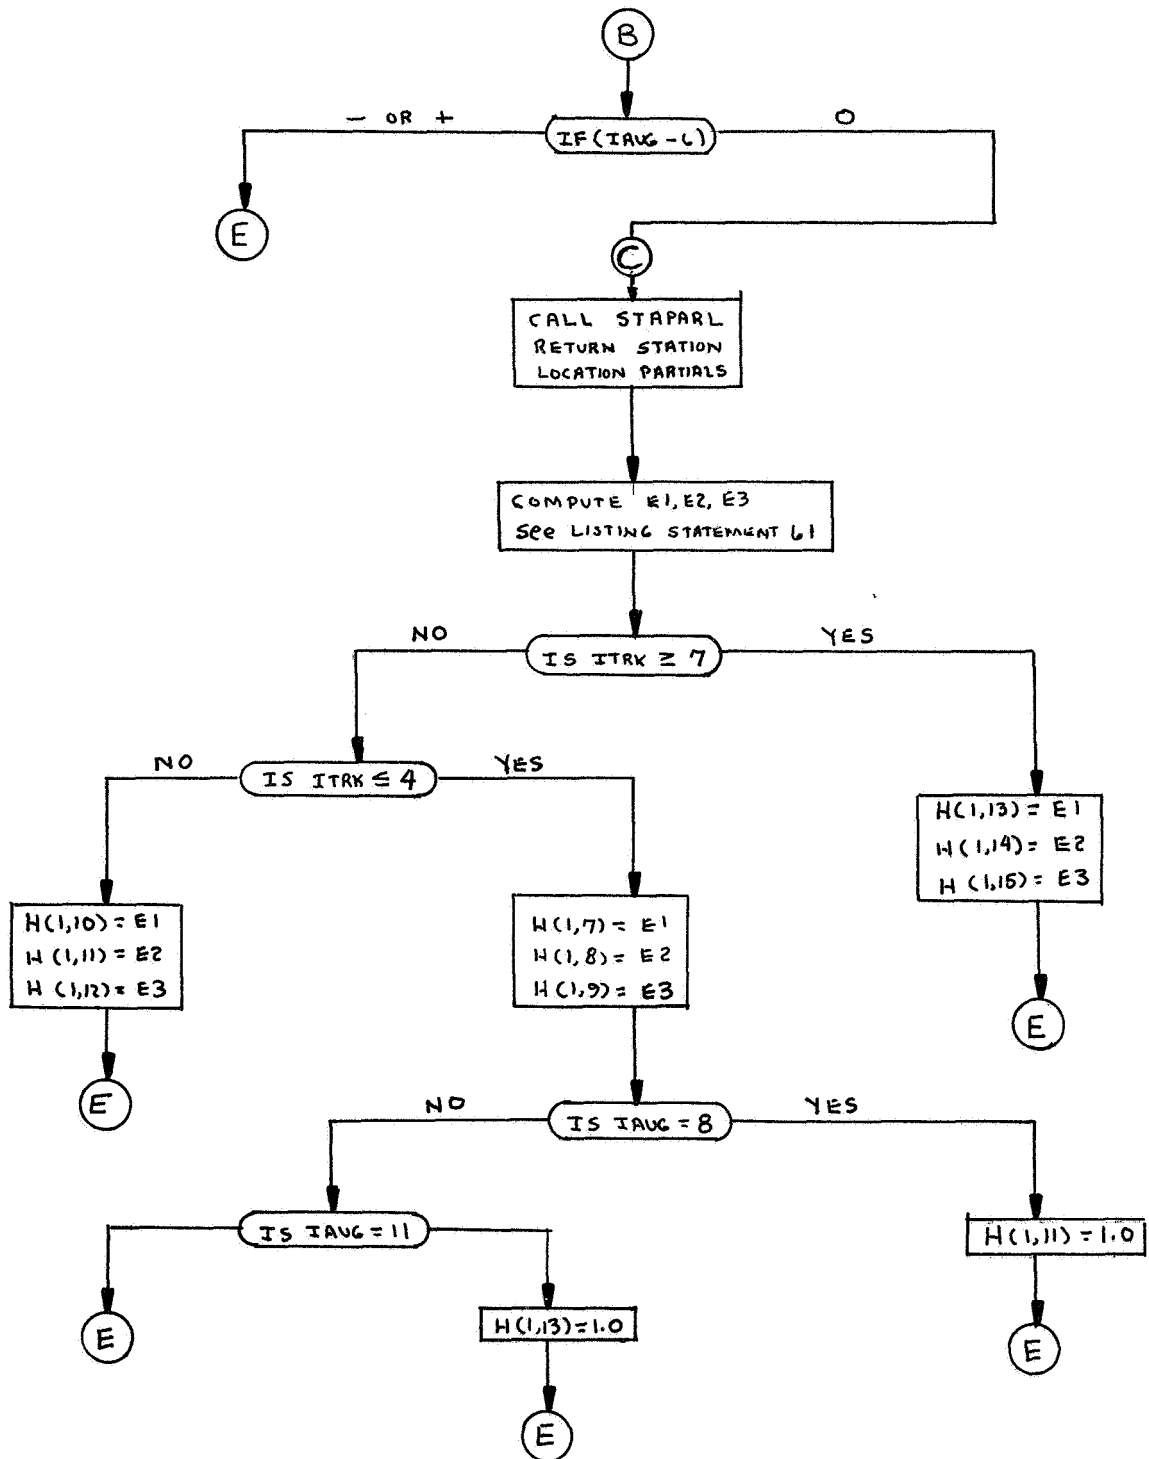 B
- OR +
IF (IAUG - 6)
O
E
C
CALL STAPARL
RETURN STATION
LOCATION PARTIALS
COMPUTE E1, E2, E3
See LISTING STATEMENT 61
NO
IS ITRK ≥ 7
YES
NO
IS ITRK ≤ 4
YES
H(1,13) = E1
H(1,14) = E2
H(1,15) = E3
H(1,10) = E1
H(1,11) = E2
H(1,12) = E3
H(1,7) = E1
H(1,8) = E2
H(1,9) = E3
E
E
NO
IS IAUG = 8
YES
IS IAUG = 11
H(1,11) = 1.0
E
H(1,13) = 1.0
E
E